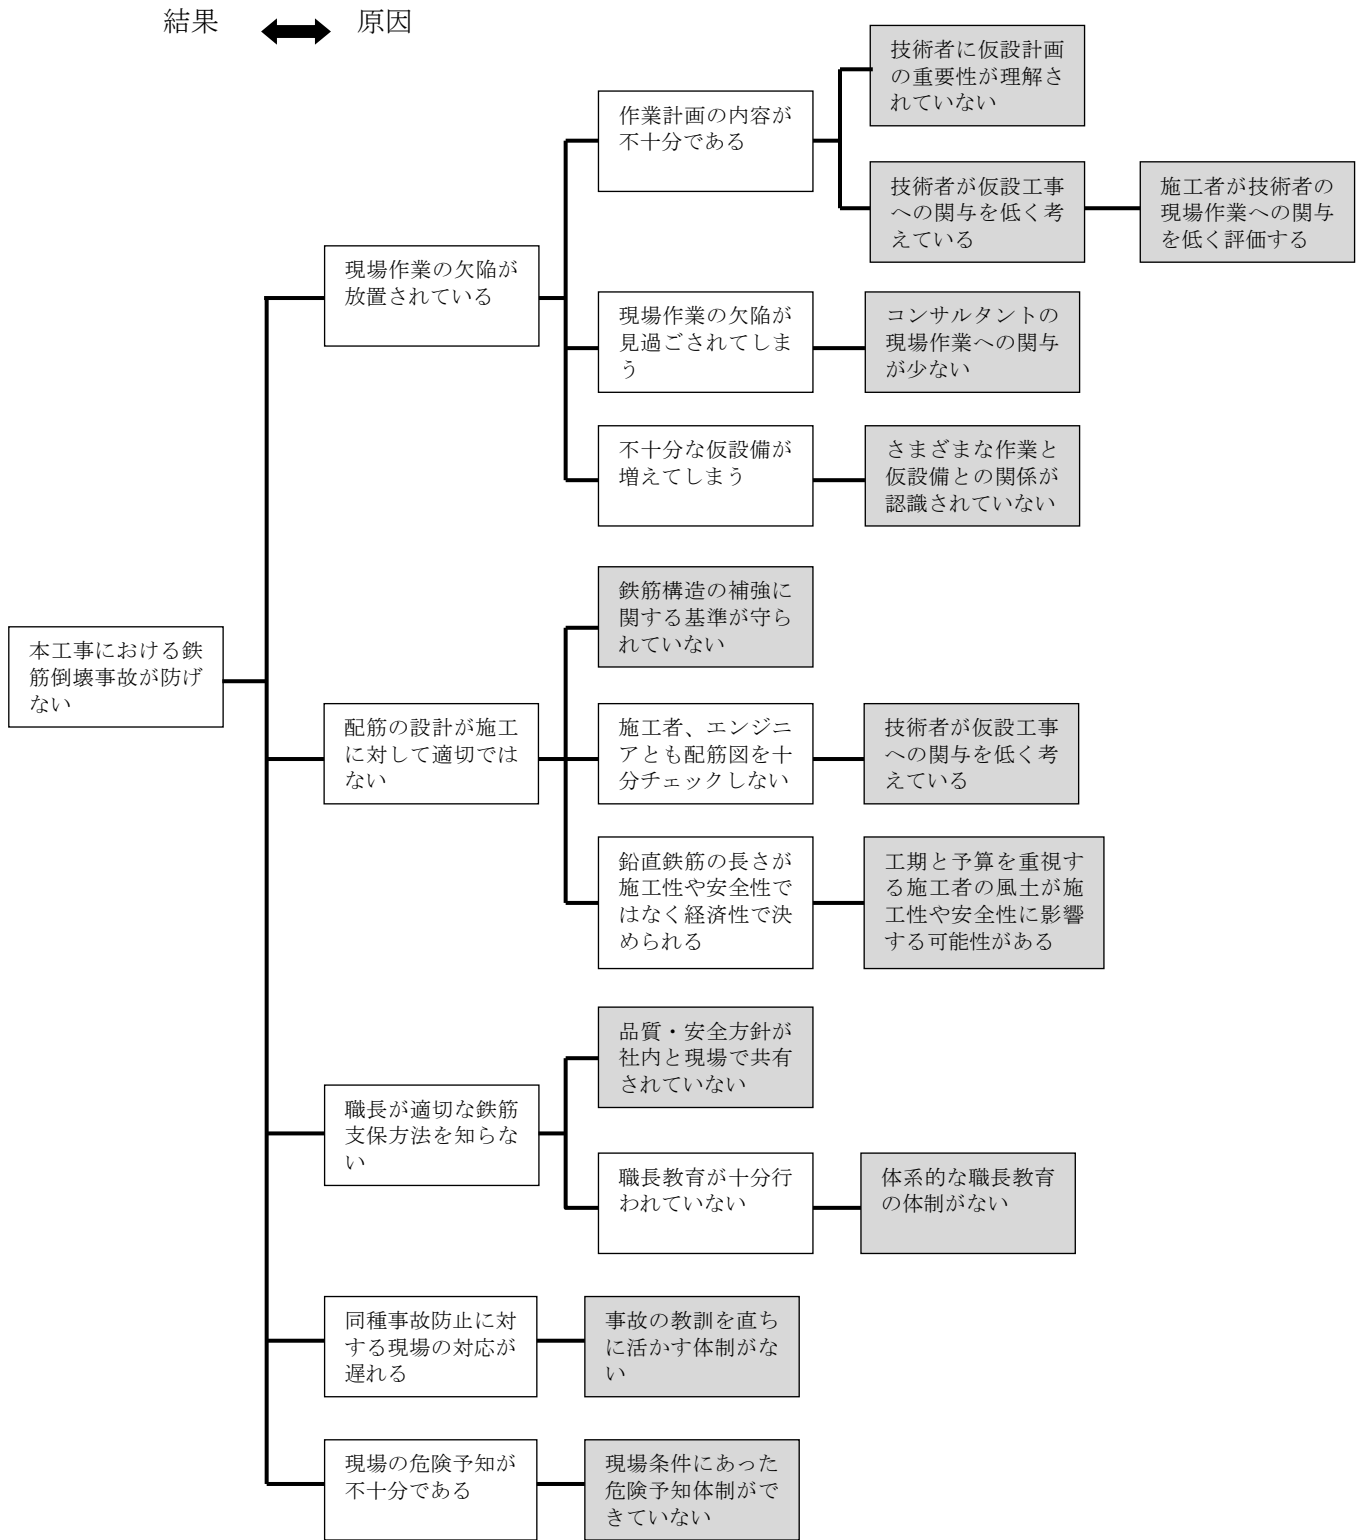 結果 原因
技術者に仮設計画
の重要性が理解さ
れていない
作業計画の内容が
不十分である
技術者が仮設工事
への関与を低く考
えている
施工者が技術者の
現場作業への関与
を低く評価する
現場作業の欠陥が
放置されている
現場作業の欠陥が
見過ごされてしま
う
コンサルタントの
現場作業への関与
が少ない
不十分な仮設備が
増えてしまう
さまざまな作業と
仮設備との関係が
認識されていない
本工事における鉄
筋倒壊事故が防げ
ない
鉄筋構造の補強に
関する基準が守ら
れていない
配筋の設計が施工
に対して適切では
ない
施工者、エンジニ
アとも配筋図を十
分チェックしない
技術者が仮設工事
への関与を低く考
えている
鉛直鉄筋の長さが
施工性や安全性で
はなく経済性で決
められる
工期と予算を重視す
る施工者の風土が施
工性や安全性に影響
する可能性がある
品質・安全方針が
社内と現場で共有
されていない
職長が適切な鉄筋
支保方法を知らな
い
職長教育が十分行
われていない
体系的な職長教育
の体制がない
同種事故防止に対
する現場の対応が
遅れる
事故の教訓を直ち
に活かす体制がな
い
現場の危険予知が
不十分である
現場条件にあった
危険予知体制がで
きていない